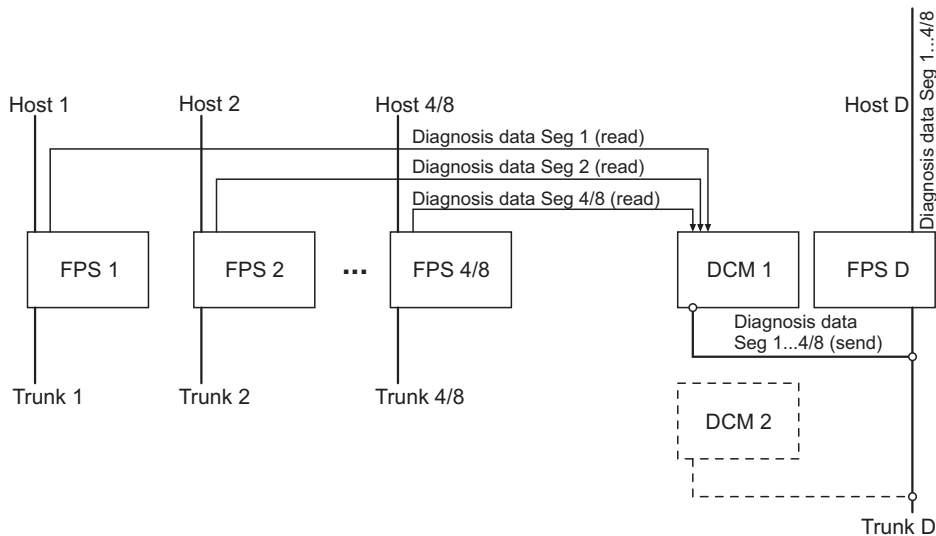 Diagnosis data Seg 1...4/8
Host 1
Host 2
Host 4/8
Host D
Diagnosis data Seg 1 (read)
Diagnosis data Seg 2 (read)
Diagnosis data Seg 4/8 (read)
FPS 1
FPS 2
...
FPS 4/8
DCM 1
FPS D
Diagnosis data
Seg 1...4/8 (send)
Trunk 1
Trunk 2
Trunk 4/8
DCM 2
Trunk D